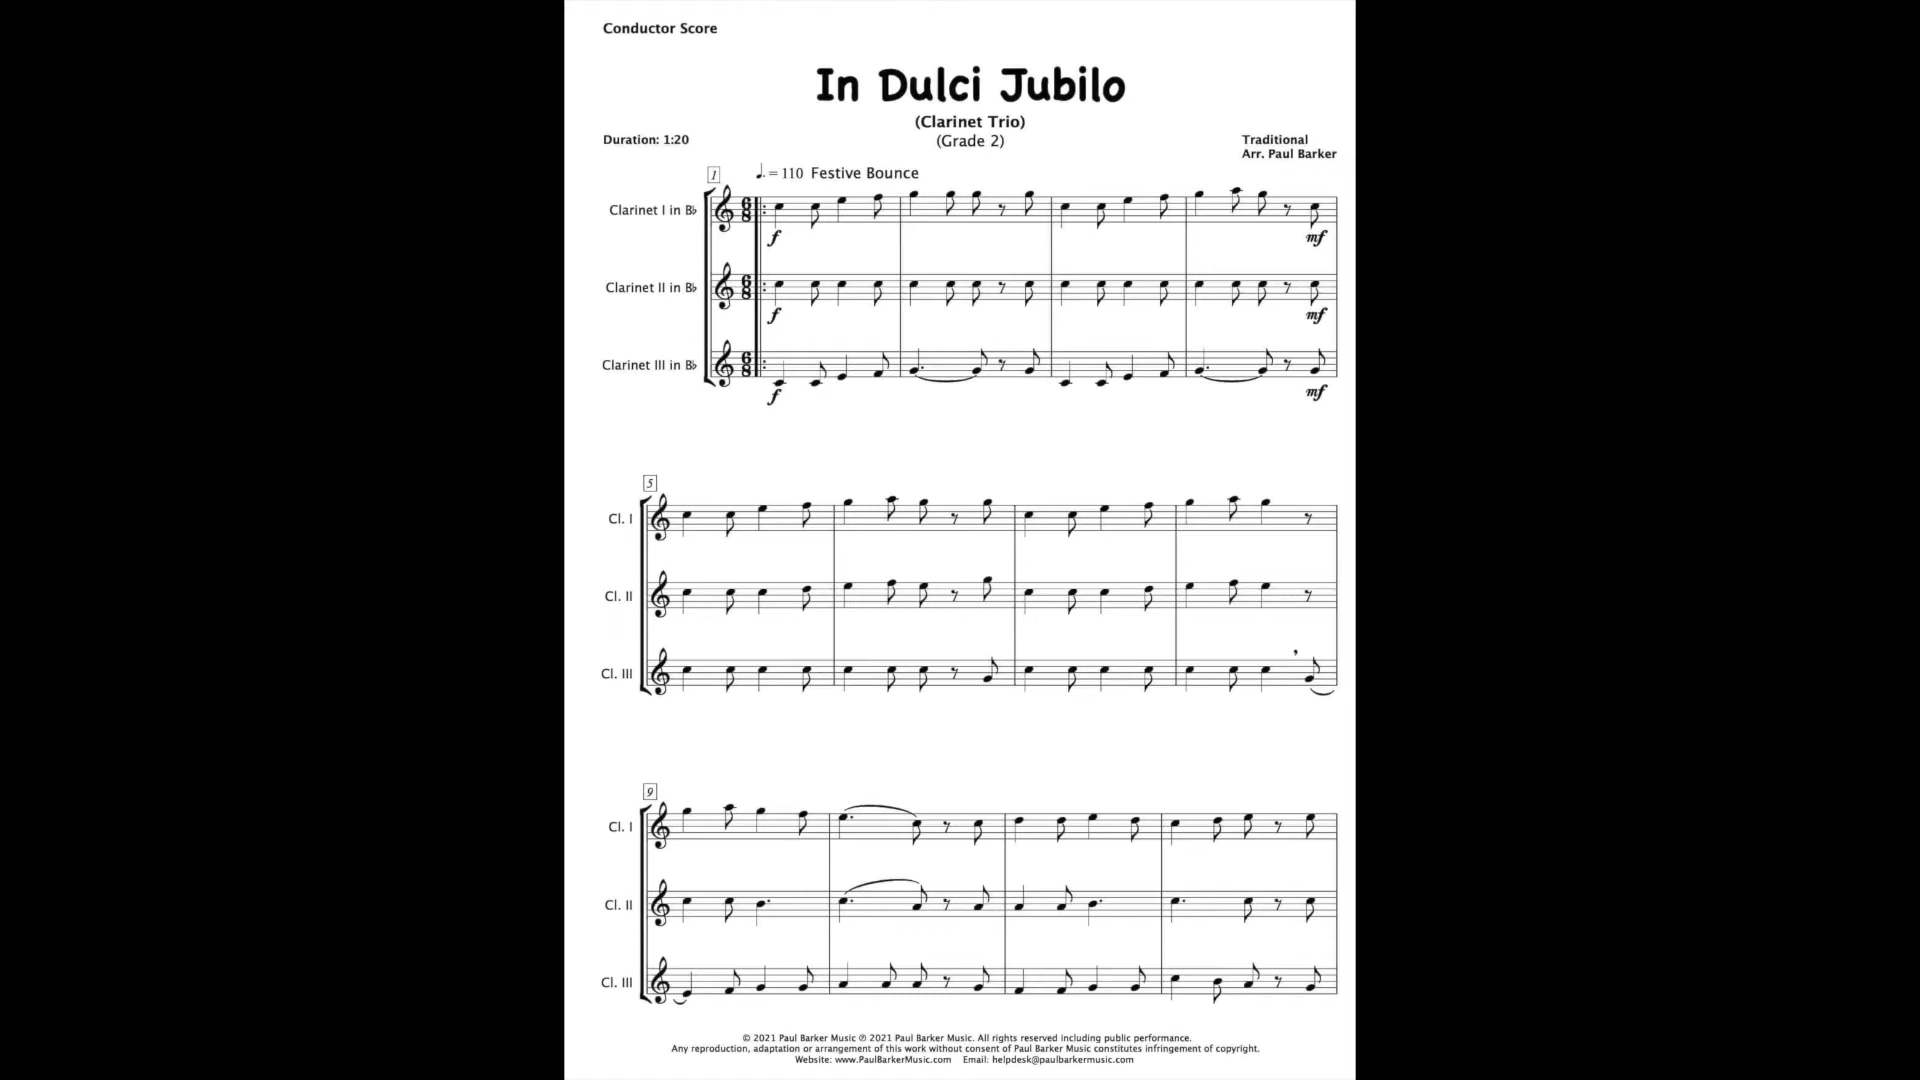 Conductor Score
In Dulci Jubilo
(Clarinet Trio)
(Grade 2)
Duration: 1:20
Traditional
Arr. Paul Barker
1
♩. = 110 Festive Bounce
Clarinet I in B♭
f
mf
Clarinet II in B♭
f
mf
Clarinet III in B♭
f
mf
5
Cl. I
Cl. II
Cl. III
9
Cl. I
Cl. II
Cl. III
© 2021 Paul Barker Music ℗ 2021 Paul Barker Music. All rights reserved including public performance.
Any reproduction, adaptation or arrangement of this work without consent of Paul Barker Music constitutes infringement of copyright.
Website: www.PaulBarkerMusic.com Email: helpdesk@paulbarkermusic.com